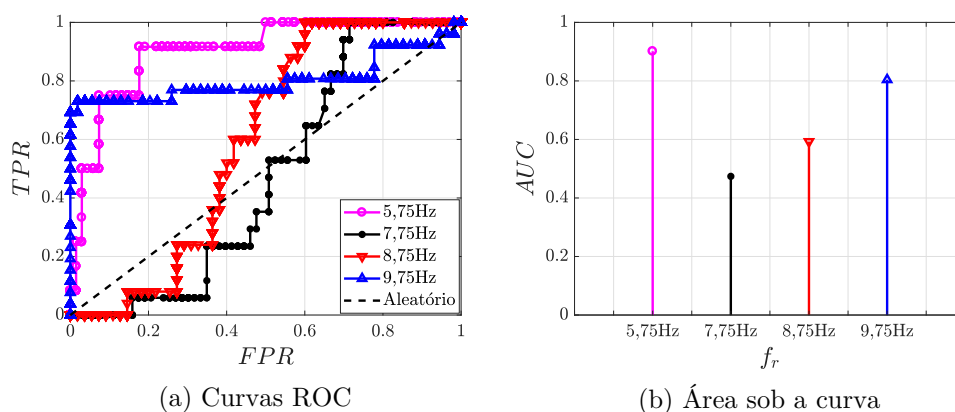 1
0.8
0.6
0.4
0.2
0
TPR
0 0.2 0.4 0.6 0.8 1
FPR
5,75Hz
7,75Hz
8,75Hz
9,75Hz
Aleatório
(a) Curvas ROC
1
0.8
0.6
0.4
0.2
0
AUC
5,75Hz 7,75Hz 8,75Hz 9,75Hz
f_r
(b) Área sob a curva